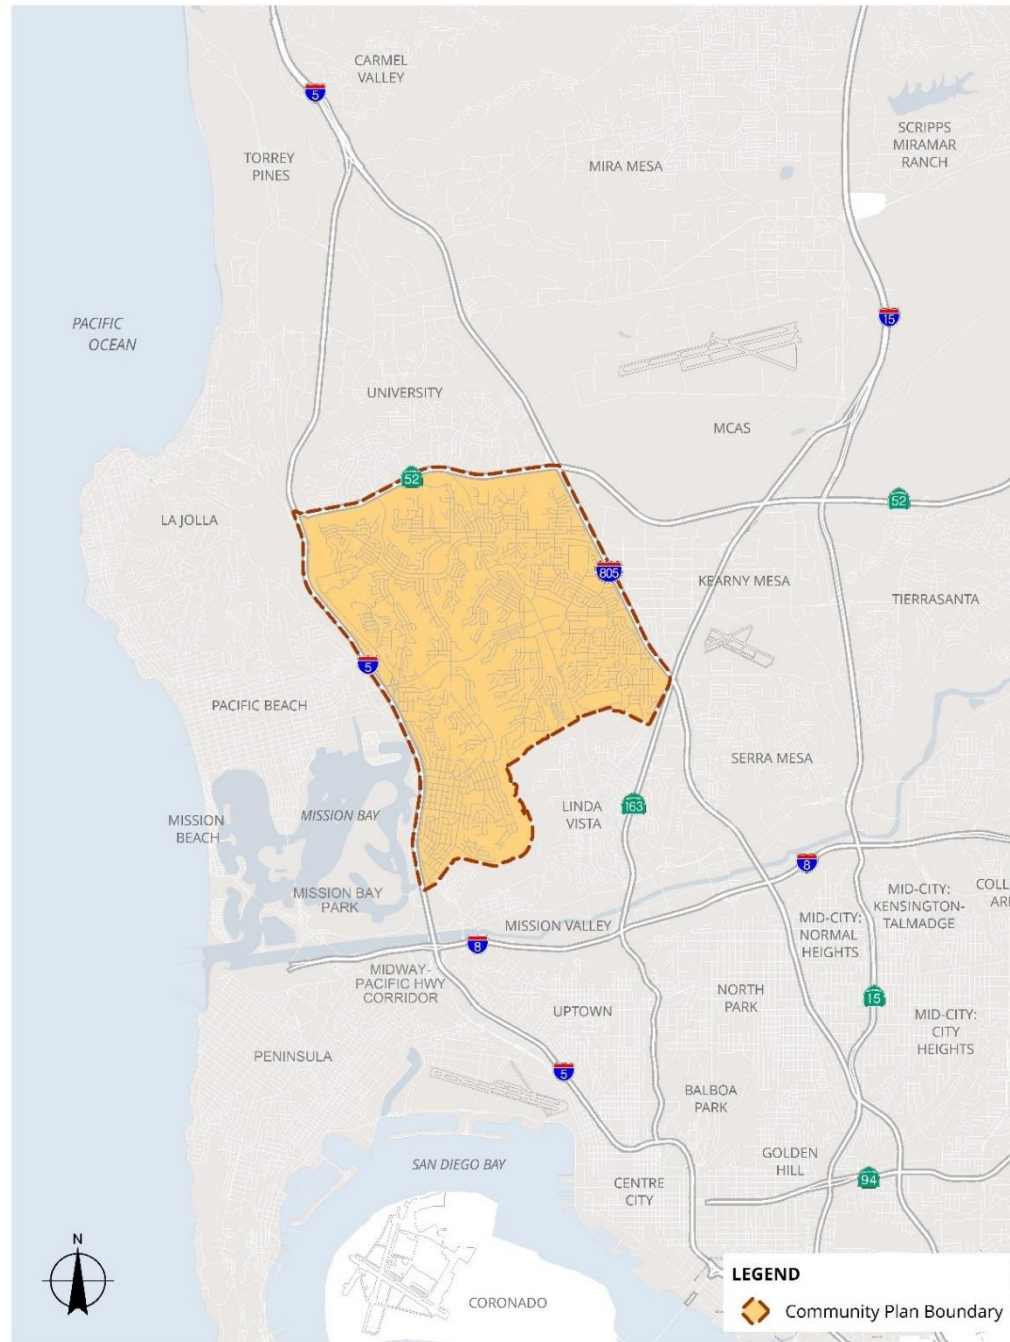 CARMEL
VALLEY
5
SCRIPPS
MIRAMAR
RANCH
TORREY
PINES
MIRA MESA
PACIFIC
OCEAN
15
UNIVERSITY
MCAS
52
52
LA JOLLA
805
KEARNY MESA
TIERRASANTA
5
PACIFIC BEACH
SERRA MESA
MISSION
BEACH
MISSION BAY
LINDA
VISTA
163
8
MISSION BAY
PARK
MID-CITY:
KENSINGTON-
TALMADGE
COLL
AR
MISSION VALLEY
MID-CITY:
NORMAL
HEIGHTS
8
MIDWAY-
PACIFIC HWY
CORRIDOR
NORTH
PARK
15
UPTOWN
MID-CITY:
CITY
HEIGHTS
PENINSULA
5
BALBOA
PARK
SAN DIEGO BAY
GOLDEN
HILL
CENTRE
CITY
94
N
CORONADO
LEGEND
Community Plan Boundary